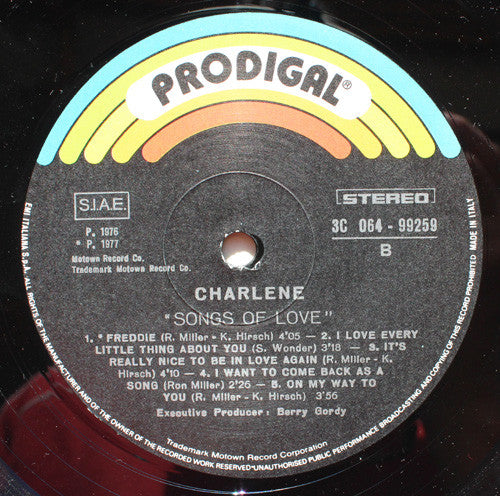 PRODIGAL®
S.I.A.E.
STEREO
P. 1976
* P. 1977
3C 064 - 99259
B
Motown Record Co.
Trademark Motown Record Co.
CHARLENE
"SONGS OF LOVE"
1. * FREDDIE (R. Miller - K. Hirsch) 4'05 — 2. I LOVE EVERY
LITTLE THING ABOUT YOU (S. Wonder) 3'18 — 3. IT'S
REALLY NICE TO BE IN LOVE AGAIN (R. Miller - K.
Hirsch) 4'10 — 4. I WANT TO COME BACK AS A
SONG (Ron Miller) 2'26 — 5. ON MY WAY TO
YOU (R. Miller - K. Hirsch) 3'56
Executive Producer: Berry Gordy
Trademark Motown Record Corporation
EMI ITALIANA S.p.A. ALL RIGHTS OF THE MANUFACTURERS AND OF THE OWNER OF THE RECORDED WORK RESERVED-UNAUTHORISED PUBLIC PERFORMANCE BROADCASTING AND COPYING OF THIS RECORD PROHIBITED MADE IN ITALY